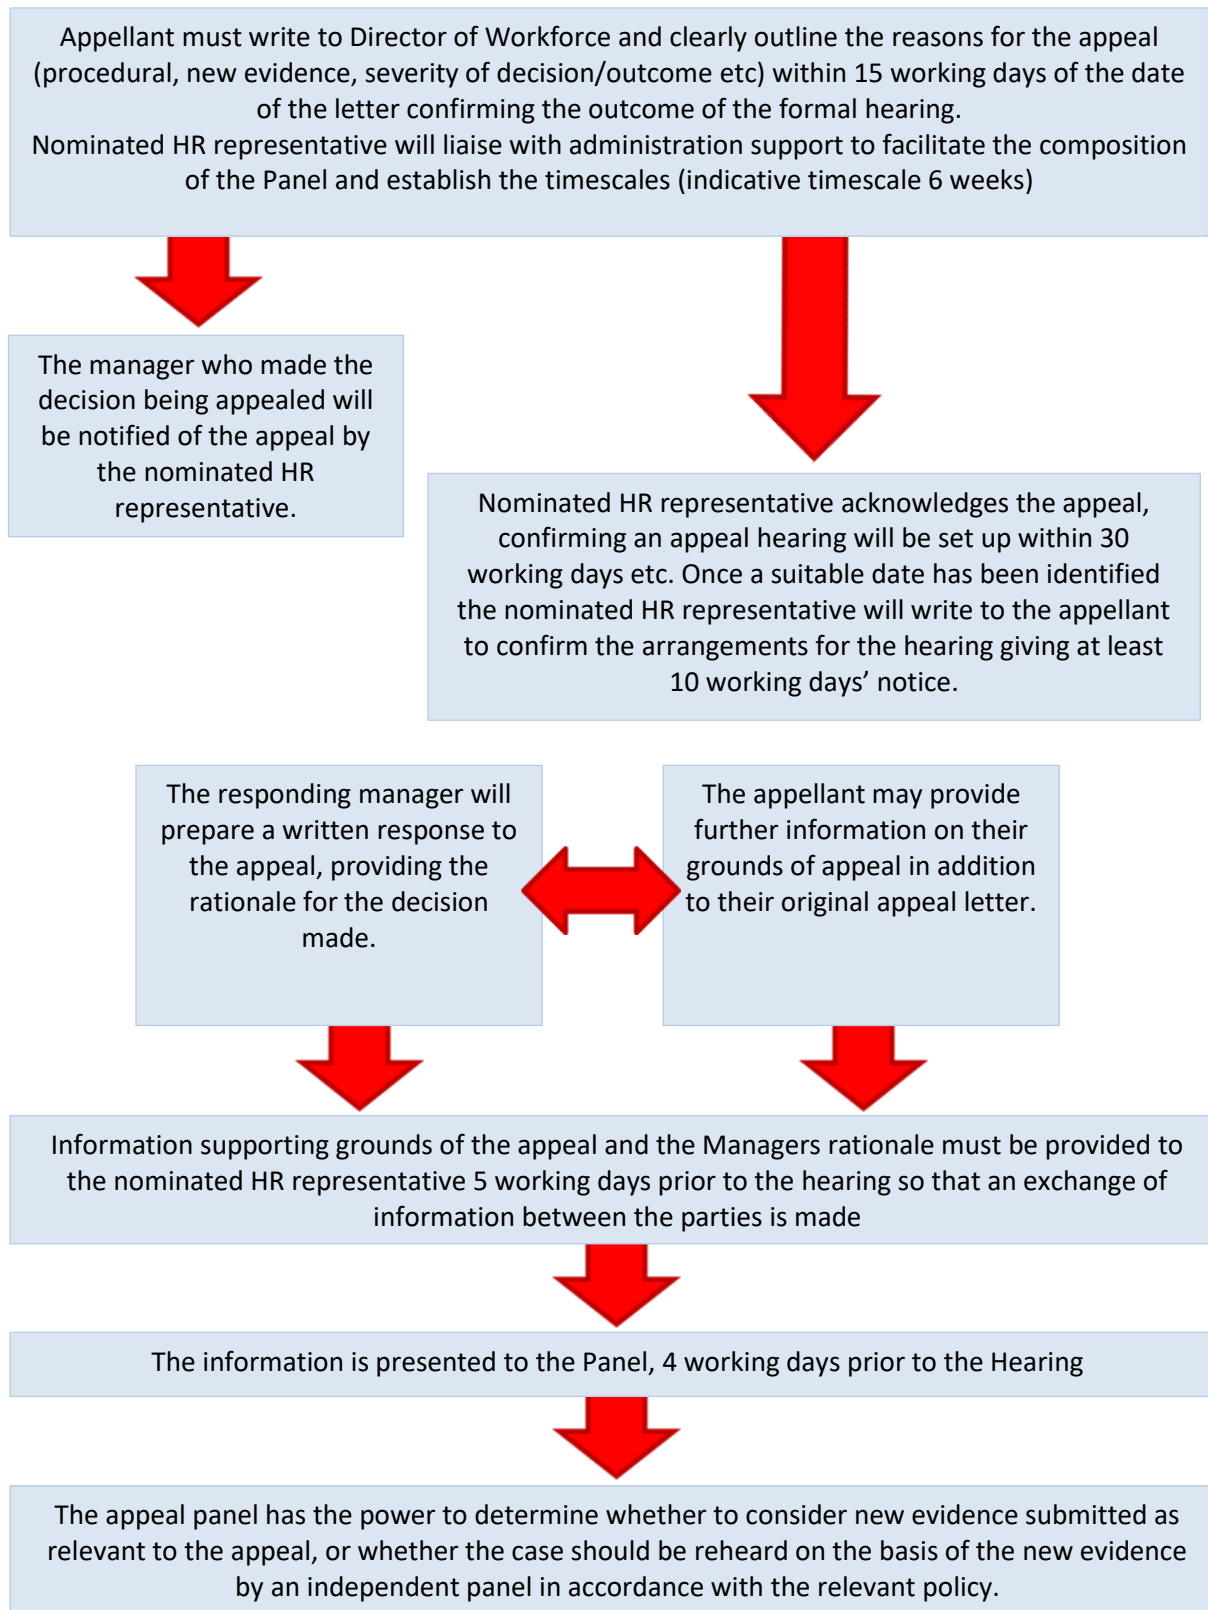 Appellant must write to Director of Workforce and clearly outline the reasons for the appeal
(procedural, new evidence, severity of decision/outcome etc) within 15 working days of the date
of the letter confirming the outcome of the formal hearing.
Nominated HR representative will liaise with administration support to facilitate the composition
of the Panel and establish the timescales (indicative timescale 6 weeks)
The manager who made the
decision being appealed will
be notified of the appeal by
the nominated HR
representative.
Nominated HR representative acknowledges the appeal,
confirming an appeal hearing will be set up within 30
working days etc. Once a suitable date has been identified
the nominated HR representative will write to the appellant
to confirm the arrangements for the hearing giving at least
10 working days’ notice.
The responding manager will
prepare a written response to
the appeal, providing the
rationale for the decision
made.
The appellant may provide
further information on their
grounds of appeal in addition
to their original appeal letter.
Information supporting grounds of the appeal and the Managers rationale must be provided to
the nominated HR representative 5 working days prior to the hearing so that an exchange of
information between the parties is made
The information is presented to the Panel, 4 working days prior to the Hearing
The appeal panel has the power to determine whether to consider new evidence submitted as
relevant to the appeal, or whether the case should be reheard on the basis of the new evidence
by an independent panel in accordance with the relevant policy.